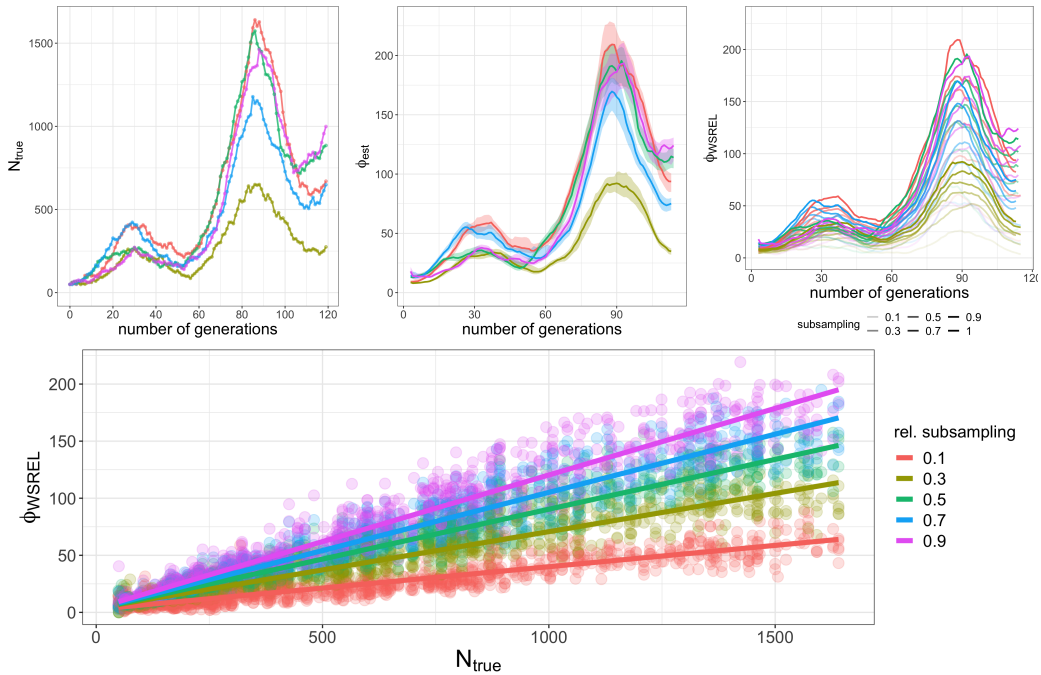 N_true
1500
1000
500
0
0 20 40 60 80 100 120
number of generations
ϕ_est
200
150
100
50
0
0 30 60 90
number of generations
ϕ_WSREL
200
150
100
50
0
0 30 60 90 120
number of generations
subsampling 0.1 0.5 0.9
0.3 0.7 1
ϕ_WSREL
200
150
100
50
0
0 500 1000 1500
N_true
rel. subsampling
0.1
0.3
0.5
0.7
0.9